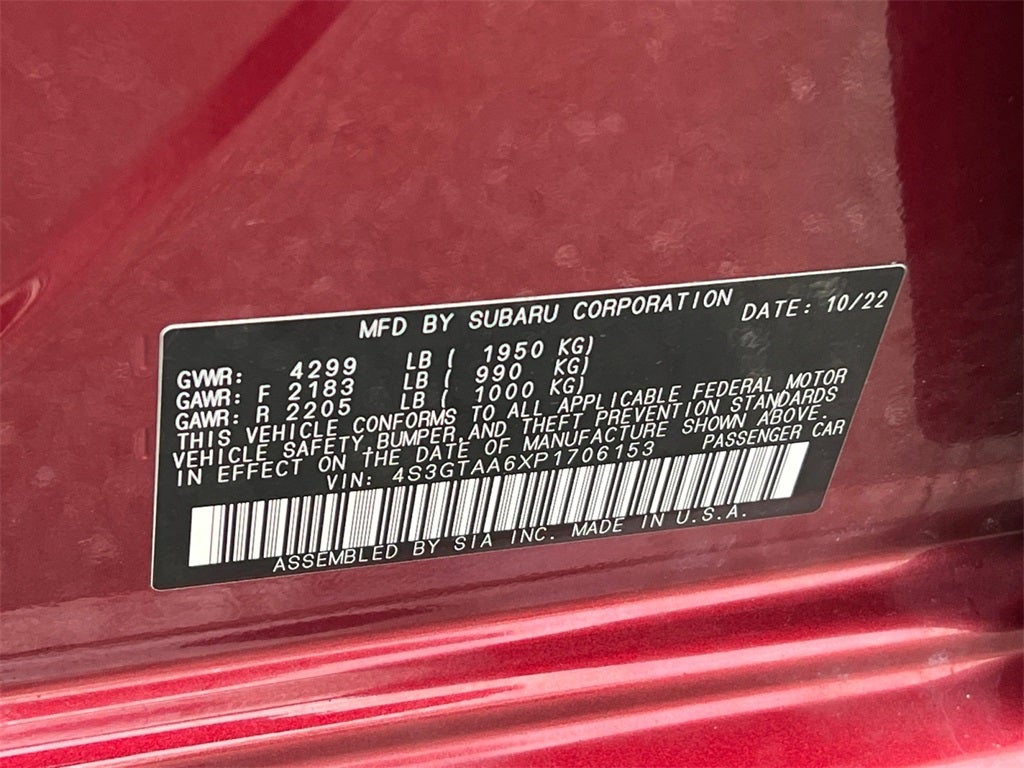 MFD BY SUBARU CORPORATION DATE: 10/22
GVWR: 4299 LB ( 1950 KG)
GAWR: F 2183 LB ( 990 KG)
GAWR: R 2205 LB ( 1000 KG)
THIS VEHICLE CONFORMS TO ALL APPLICABLE FEDERAL MOTOR
VEHICLE SAFETY, BUMPER, AND THEFT PREVENTION STANDARDS
IN EFFECT ON THE DATE OF MANUFACTURE SHOWN ABOVE.
VIN: 4S3GTAA6XP1706153 PASSENGER CAR
ASSEMBLED BY SIA INC. MADE IN U.S.A.